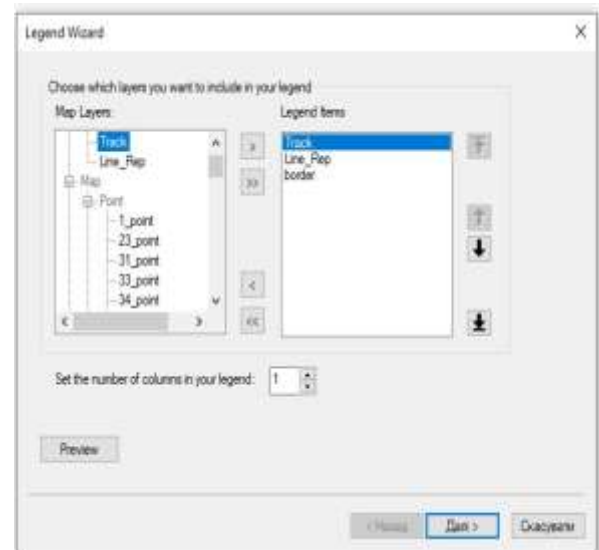 Legend Wizard
Choose which layers you want to include in your legend
Map Layers:
Legend Items
Track
Line_Rep
Map
Point
1_point
23_point
31_point
33_point
34_point
>
>>
<
<<
Track
Line_Rep
border
Set the number of columns in your legend: 1
Preview
< Назад
Далі >
Скасувати